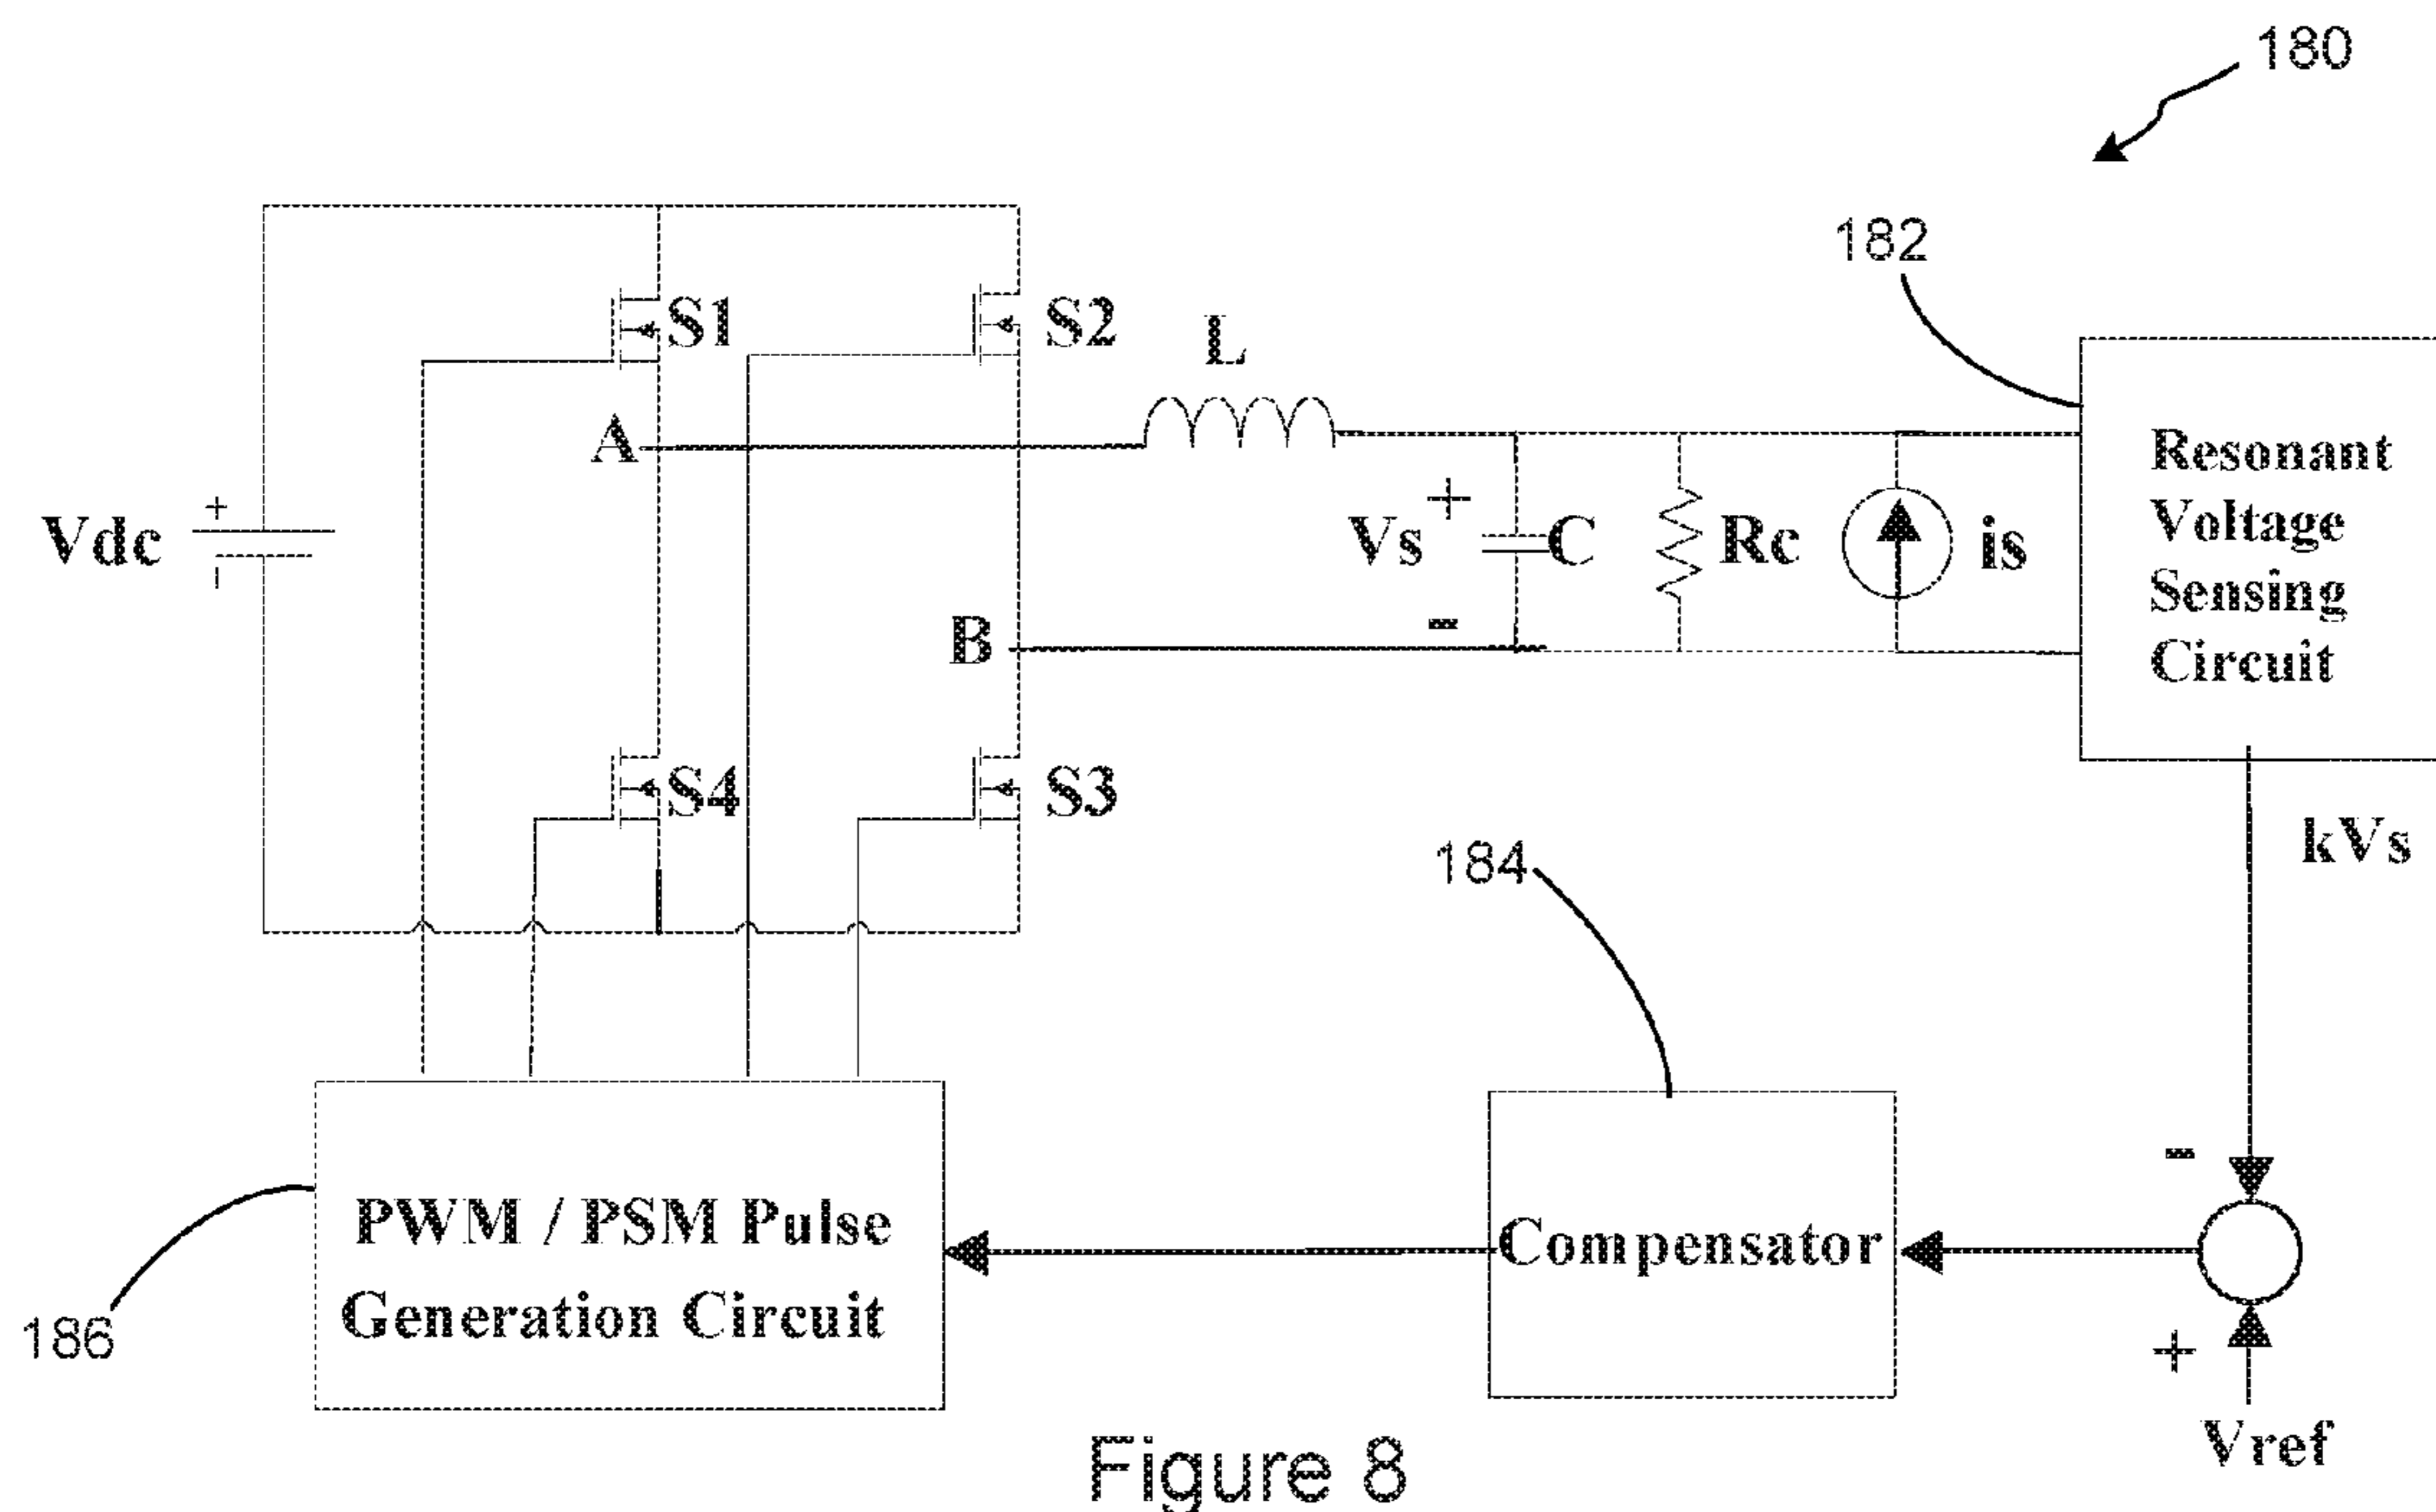 180
182
S1
S2
L
A
Vdc
+
-
Vs
+
-
C
Rc
is
Resonant
Voltage
Sensing
Circuit
B
S4
S3
kVs
184
-
PWM / PSM Pulse
Generation Circuit
Compensator
186
+
Vref
Figure 8